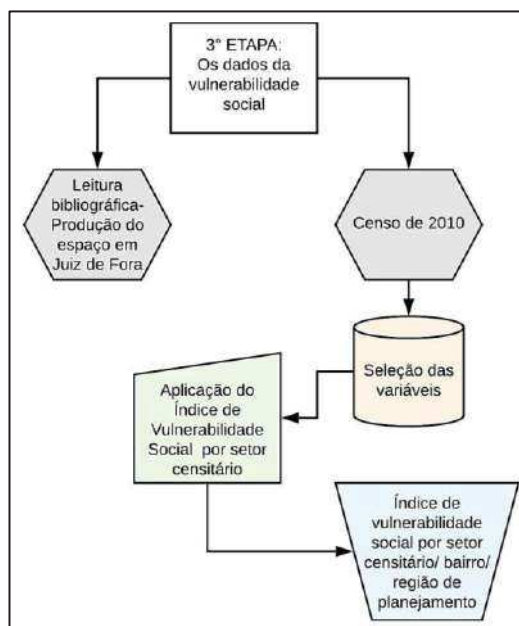 3° ETAPA:
Os dados da
vulnerabilidade
social
Leitura
bibliográfica-
Produção do
espaço em
Juiz de Fora
Censo de 2010
Seleção das
variáveis
Aplicação do
Índice de
Vulnerabilidade
Social por setor
censitário
Índice de
vulnerabilidade
social por setor
censitário/ bairro/
região de
planejamento